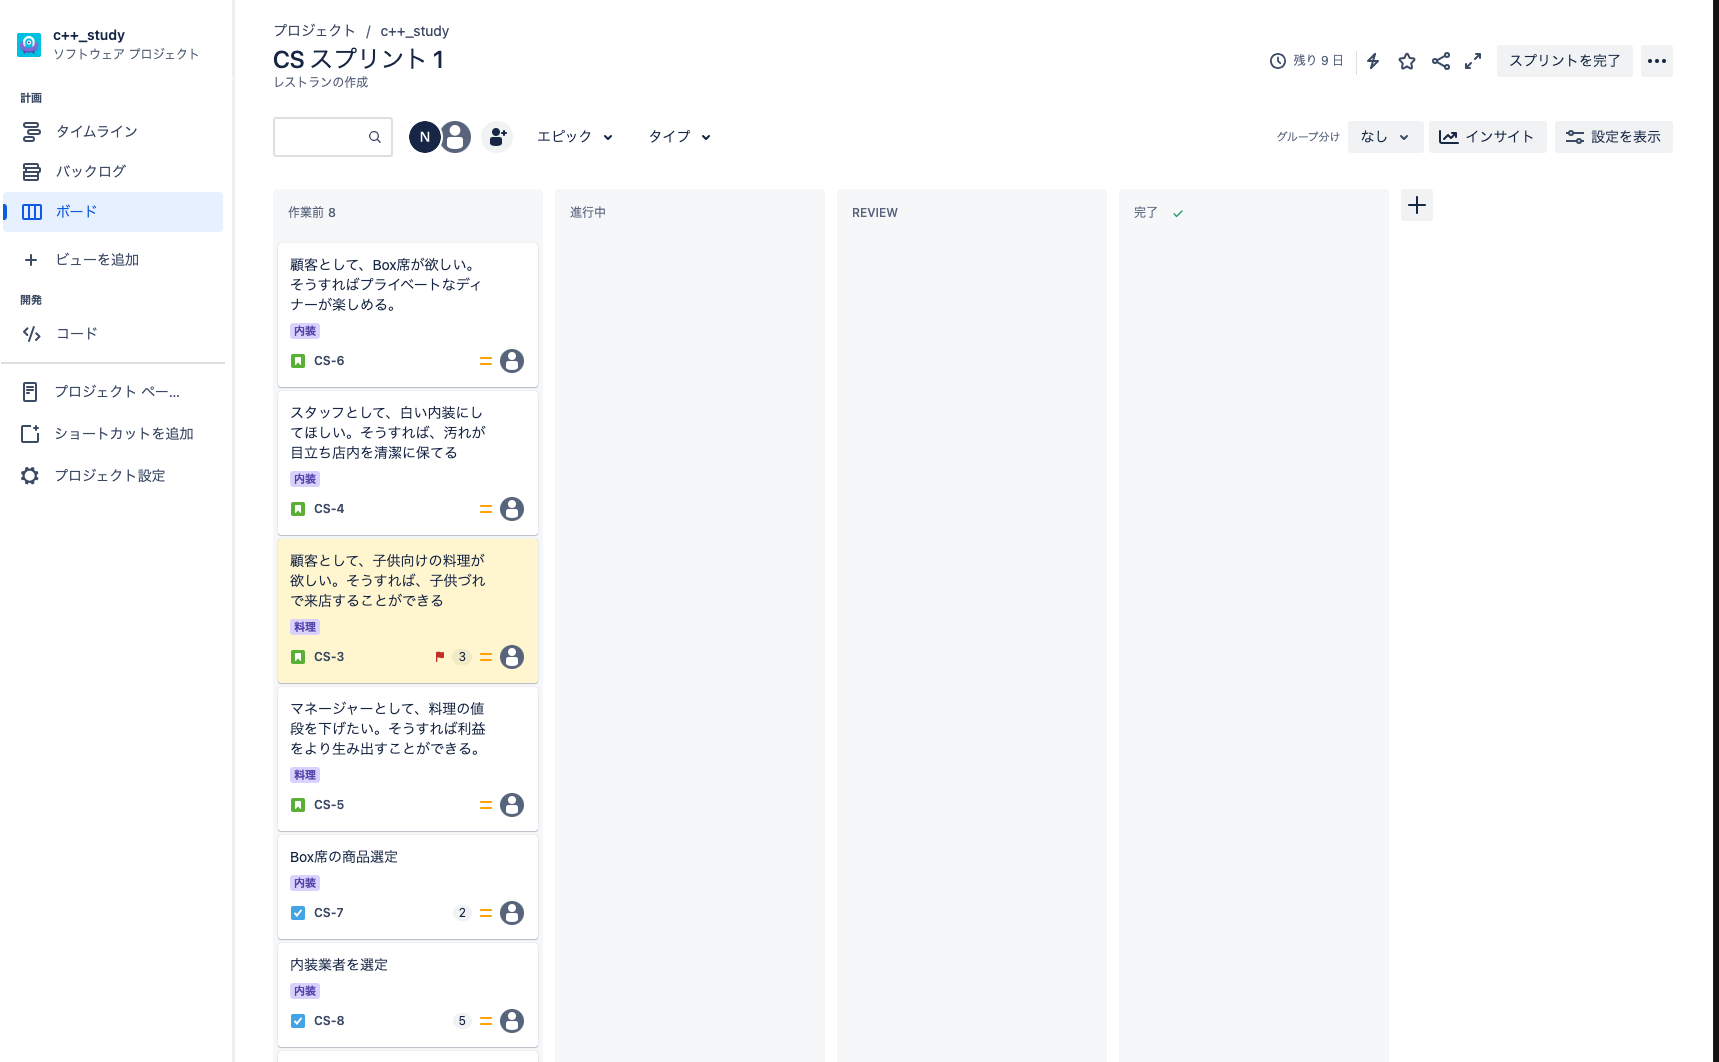 c++_study
ソフトウェア プロジェクト
計画
タイムライン
バックログ
ボード
ビューを追加
開発
コード
プロジェクト ペー...
ショートカットを追加
プロジェクト設定
プロジェクト / c++_study
CS スプリント 1
レストランの作成
残り 9 日
スプリントを完了
N
エピック
タイプ
グループ分け
なし
インサイト
設定を表示
作業前 8
進行中
REVIEW
完了
顧客として、Box席が欲しい。
そうすればプライベートなディ
ナーが楽しめる。
内装
CS-6
スタッフとして、白い内装にし
てほしい。そうすれば、汚れが
目立ち店内を清潔に保てる
内装
CS-4
顧客として、子供向けの料理が
欲しい。そうすれば、子供づれ
で来店することができる
料理
CS-3 3
マネージャーとして、料理の値
段を下げたい。そうすれば利益
をより生み出すことができる。
料理
CS-5
Box席の商品選定
内装
CS-7 2
内装業者を選定
内装
CS-8 5